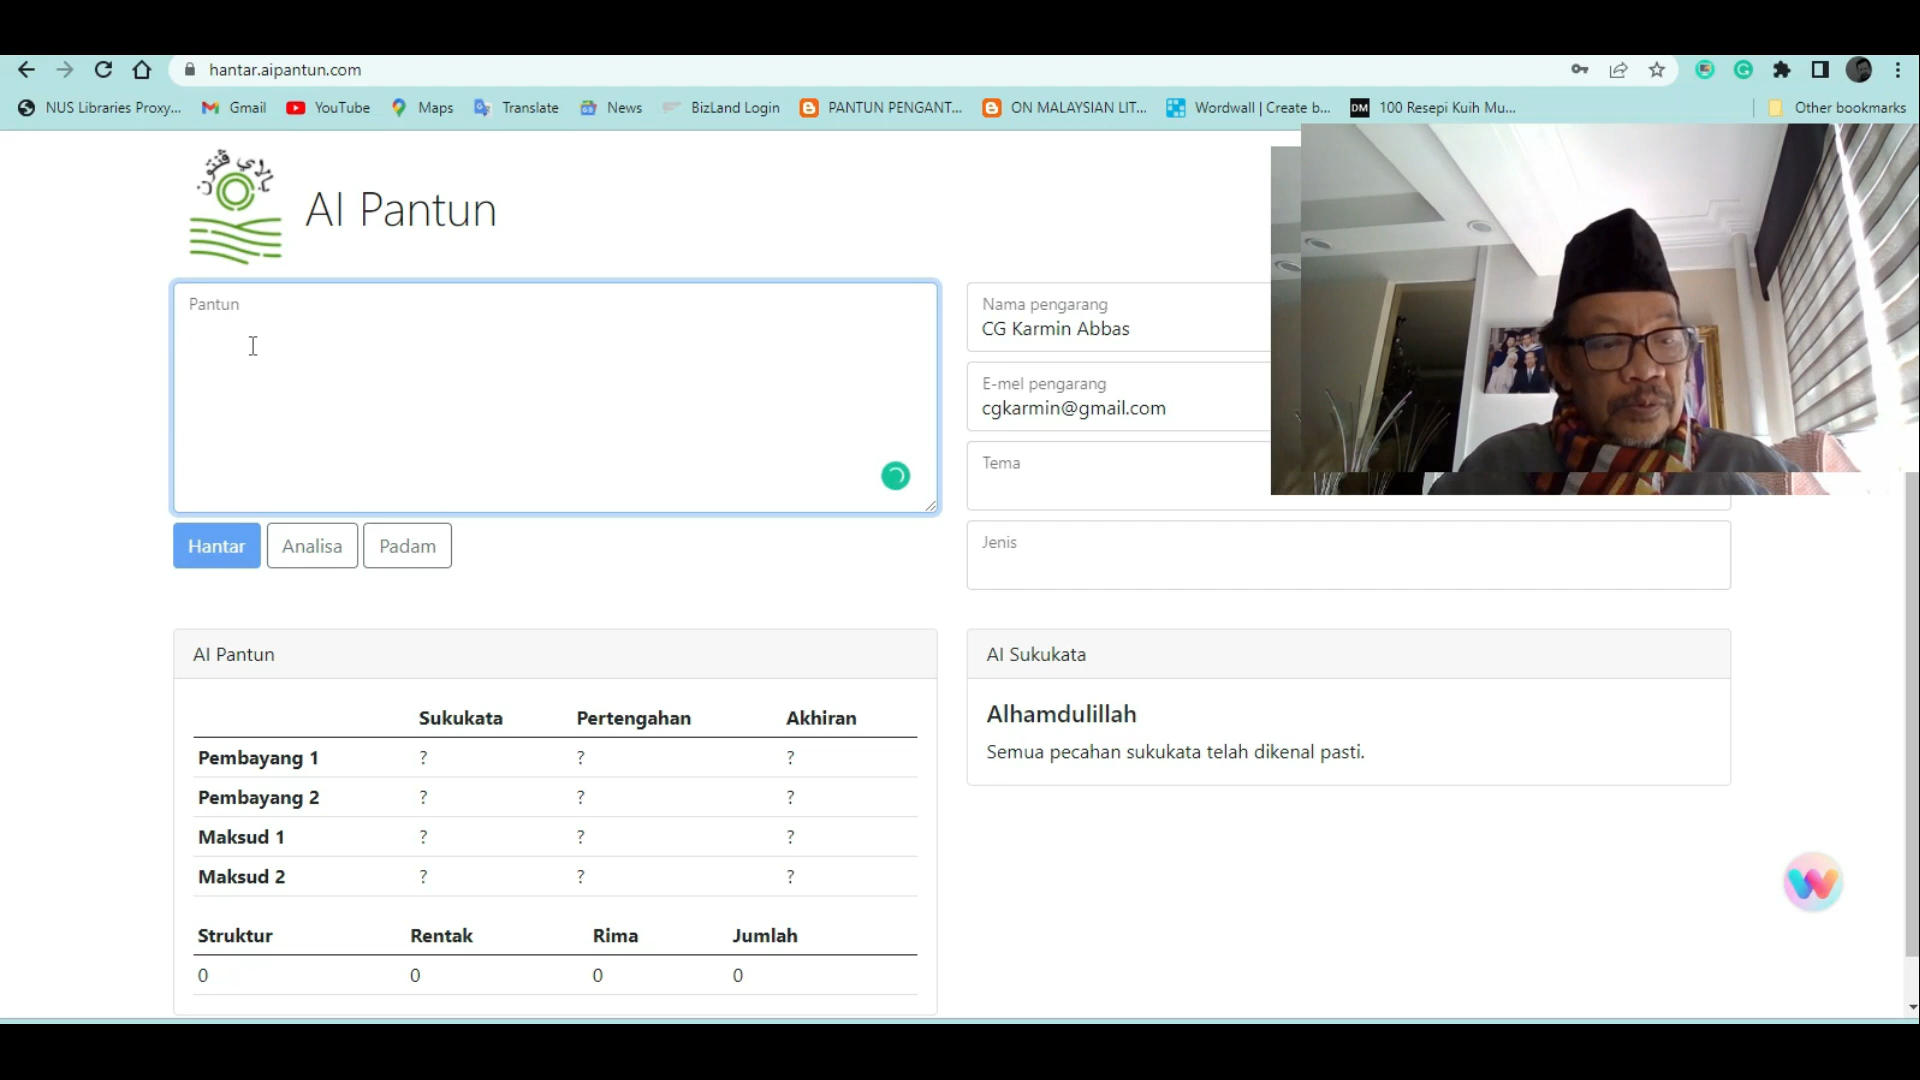 hantar.aipantun.com
NUS Libraries Proxy... Gmail YouTube Maps Translate News BizLand Login PANTUN PENGANT... ON MALAYSIAN LIT... Wordwall | Create b... DM 100 Resepi Kuih Mu... Other bookmarks
بالاي ڤنتون
AI Pantun
Pantun
Nama pengarang
CG Karmin Abbas
E-mel pengarang
cgkarmin@gmail.com
Tema
Jenis
Hantar Analisa Padam
AI Pantun
Sukukata Pertengahan Akhiran
Pembayang 1 ? ? ?
Pembayang 2 ? ? ?
Maksud 1 ? ? ?
Maksud 2 ? ? ?
Struktur Rentak Rima Jumlah
0 0 0 0
AI Sukukata
Alhamdulillah
Semua pecahan sukukata telah dikenal pasti.